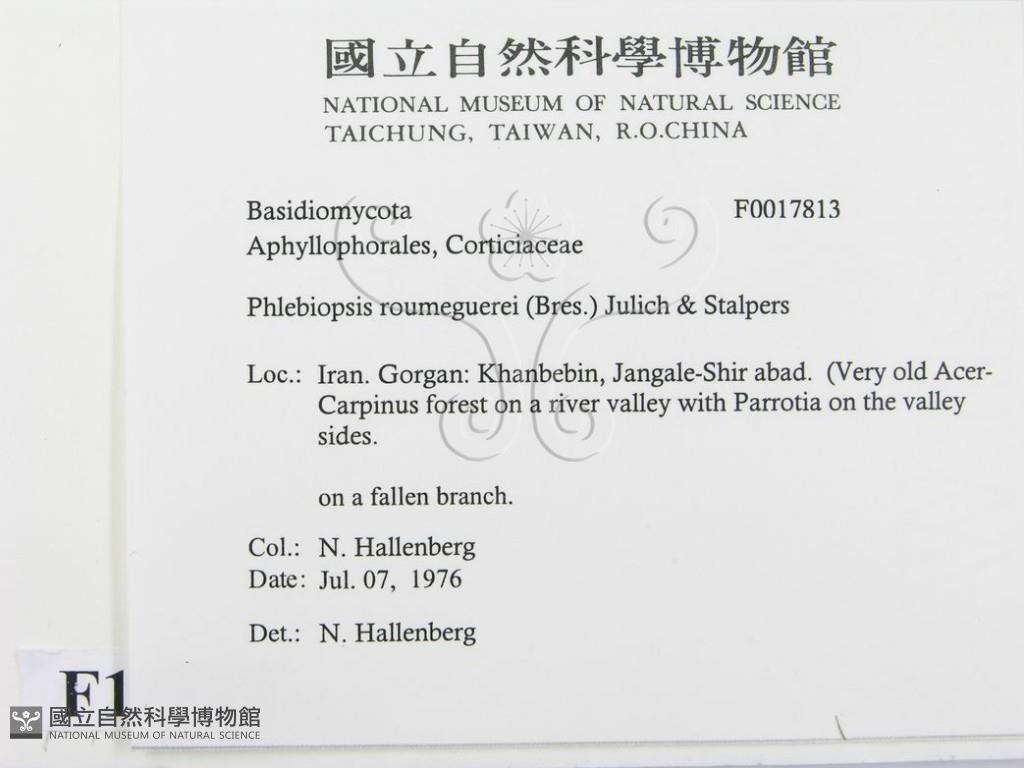 國立自然科學博物館
NATIONAL MUSEUM OF NATURAL SCIENCE
TAICHUNG, TAIWAN, R.O.CHINA
Basidiomycota F0017813
Aphyllophorales, Corticiaceae
Phlebiopsis roumeguerei (Bres.) Julich & Stalpers
Loc.: Iran. Gorgan: Khanbebin, Jangale-Shir abad. (Very old Acer-
Carpinus forest on a river valley with Parrotia on the valley
sides.
on a fallen branch.
Col.: N. Hallenberg
Date: Jul. 07, 1976
Det.: N. Hallenberg
F1
國立自然科學博物館
NATIONAL MUSEUM OF NATURAL SCIENCE